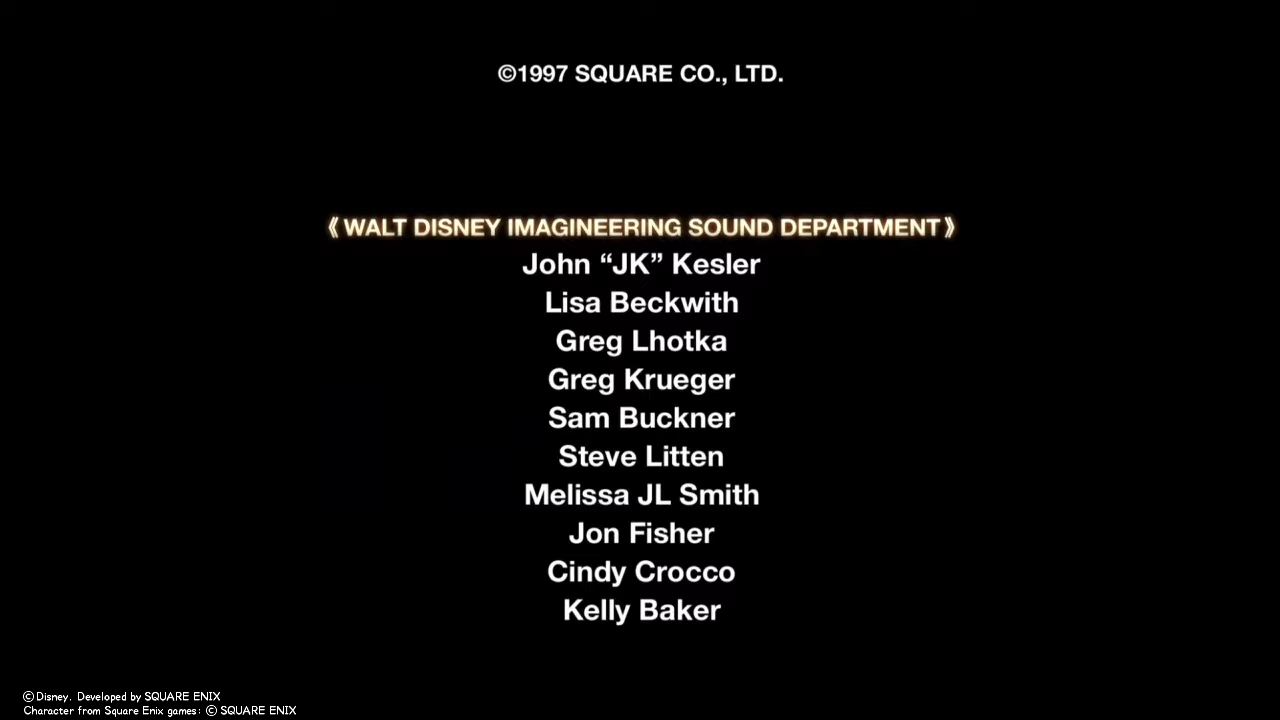 ©1997 SQUARE CO., LTD.
《WALT DISNEY IMAGINEERING SOUND DEPARTMENT》
John “JK” Kesler
Lisa Beckwith
Greg Lhotka
Greg Krueger
Sam Buckner
Steve Litten
Melissa JL Smith
Jon Fisher
Cindy Crocco
Kelly Baker
©Disney. Developed by SQUARE ENIX
Character from Square Enix games: © SQUARE ENIX